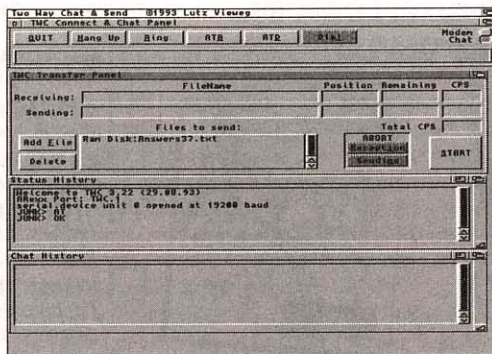 Two Way Chat & Send ©1993 Lutz Vieweg
TWC Connect & Chat Panel
QUIT Hang Up Ring ATA ATD Dial
Modem
Chat
TWC Transfer Panel
FileName Position Remaining CPS
Receiving:
Sending:
Files to send: Total CPS
Add File Ram Disk:Answers37.txt ABORT
Reception START
Delete Sending
Status History
Welcome to TWC 3.22 (29.08.93)
ARexx Port: TWC.1
serial.device unit 0 opened at 19200 baud
JUNK> AT
JUNK> OK
Chat History